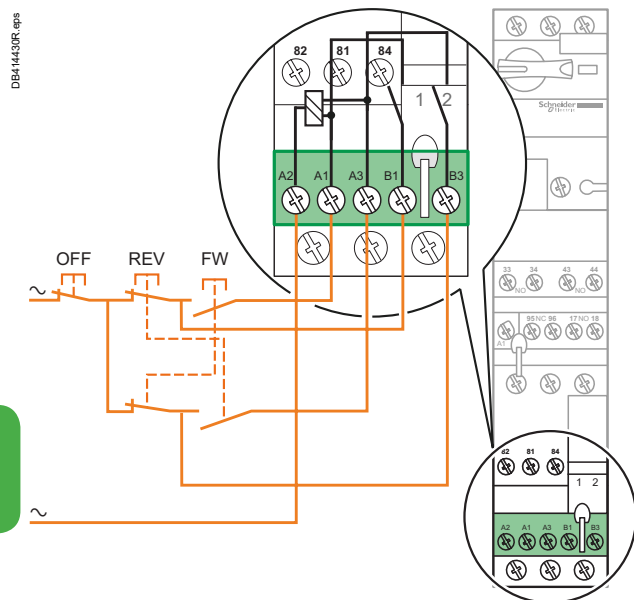 DB414430R.eps
82 81 84
1 2
A2 A1 A3 B1 B3
OFF REV FW
~
~
Schneider
Electric
33 34 43 44
NO NO
95 NC 96 17 NO 18
A1
82 81 84
1 2
A2 A1 A3 B1 B3